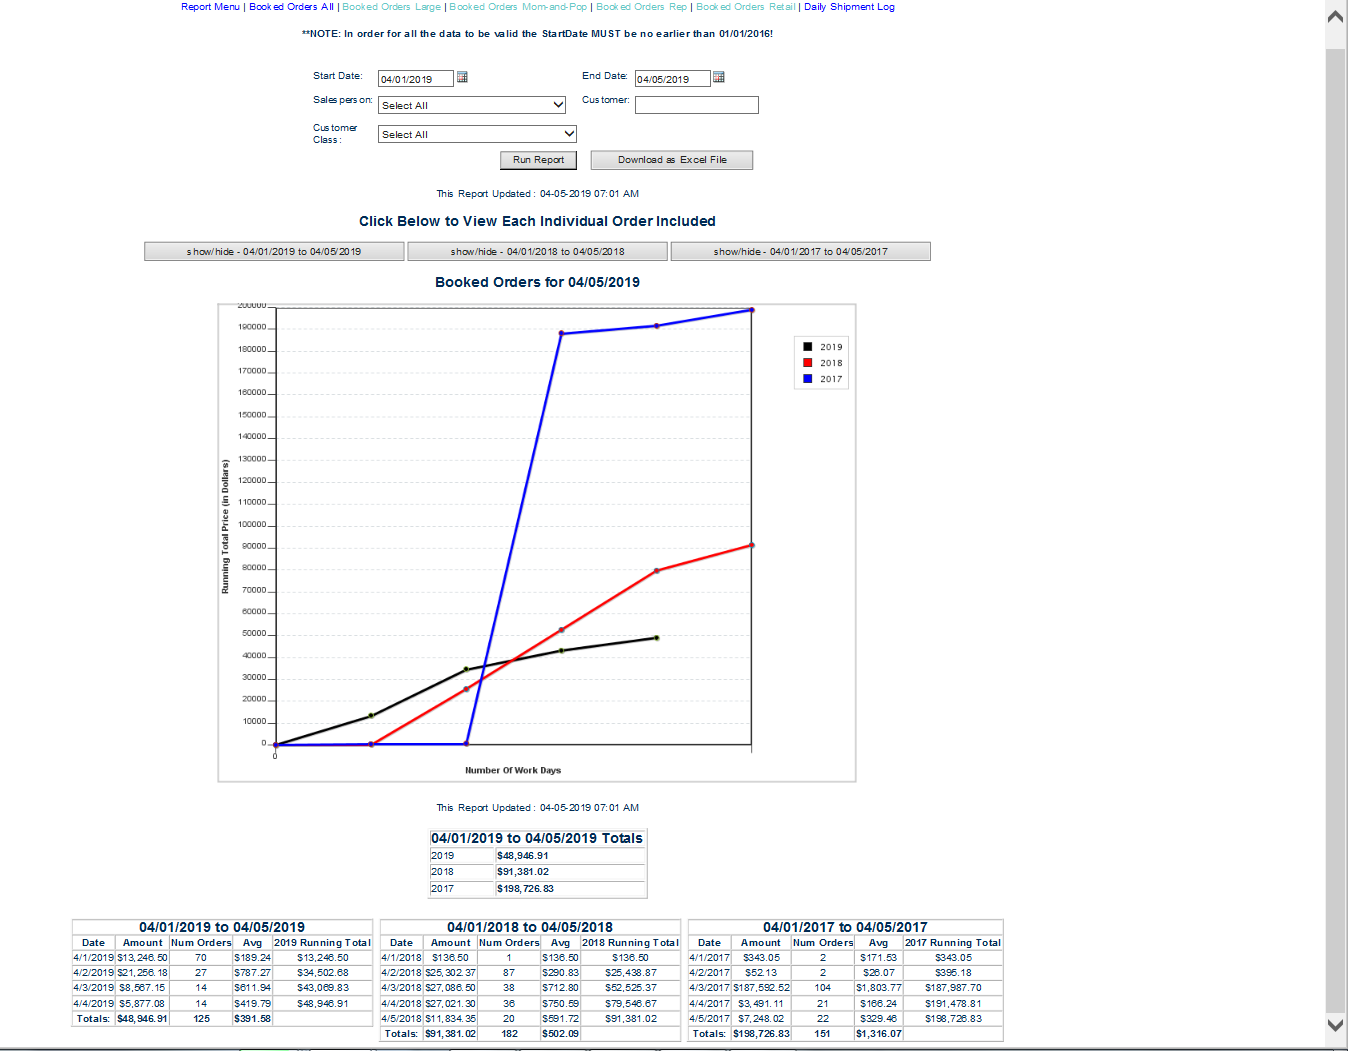 Report Menu | Booked Orders All | Booked Orders Large | Booked Orders Mom-and-Pop | Booked Orders Rep | Booked Orders Retail | Daily Shipment Log
**NOTE: In order for all the data to be valid the StartDate MUST be no earlier than 01/01/2016!
Start Date: 04/01/2019 End Date: 04/05/2019
Salesperson: Select All Customer:
Customer Class: Select All
Run Report Download as Excel File
This Report Updated : 04-05-2019 07:01 AM
Click Below to View Each Individual Order Included
show/hide - 04/01/2019 to 04/05/2019 show/hide - 04/01/2018 to 04/05/2018 show/hide - 04/01/2017 to 04/05/2017
Booked Orders for 04/05/2019
200000
190000
180000
170000
160000
150000
140000
130000
120000
110000
100000
90000
80000
70000
60000
50000
40000
30000
20000
10000
0
0
Running Total Price (in Dollars)
Number Of Work Days
2019
2018
2017
This Report Updated : 04-05-2019 07:01 AM
04/01/2019 to 04/05/2019 Totals
2019 $48,946.91
2018 $91,381.02
2017 $198,726.83
04/01/2019 to 04/05/2019
Date Amount Num Orders Avg 2019 Running Total
4/1/2019 $13,246.50 70 $189.24 $13,246.50
4/2/2019 $21,256.18 27 $787.27 $34,502.68
4/3/2019 $8,567.15 14 $611.94 $43,069.83
4/4/2019 $5,877.08 14 $419.79 $48,946.91
Totals: $48,946.91 125 $391.58
04/01/2018 to 04/05/2018
Date Amount Num Orders Avg 2018 Running Total
4/1/2018 $136.50 1 $136.50 $136.50
4/2/2018 $25,302.37 87 $290.83 $25,438.87
4/3/2018 $27,086.50 38 $712.80 $52,525.37
4/4/2018 $27,021.30 36 $750.59 $79,546.67
4/5/2018 $11,834.35 20 $591.72 $91,381.02
Totals: $91,381.02 182 $502.09
04/01/2017 to 04/05/2017
Date Amount Num Orders Avg 2017 Running Total
4/1/2017 $343.05 2 $171.53 $343.05
4/2/2017 $52.13 2 $26.07 $395.18
4/3/2017 $187,592.52 104 $1,803.77 $187,987.70
4/4/2017 $3,491.11 21 $166.24 $191,478.81
4/5/2017 $7,248.02 22 $329.46 $198,726.83
Totals: $198,726.83 151 $1,316.07